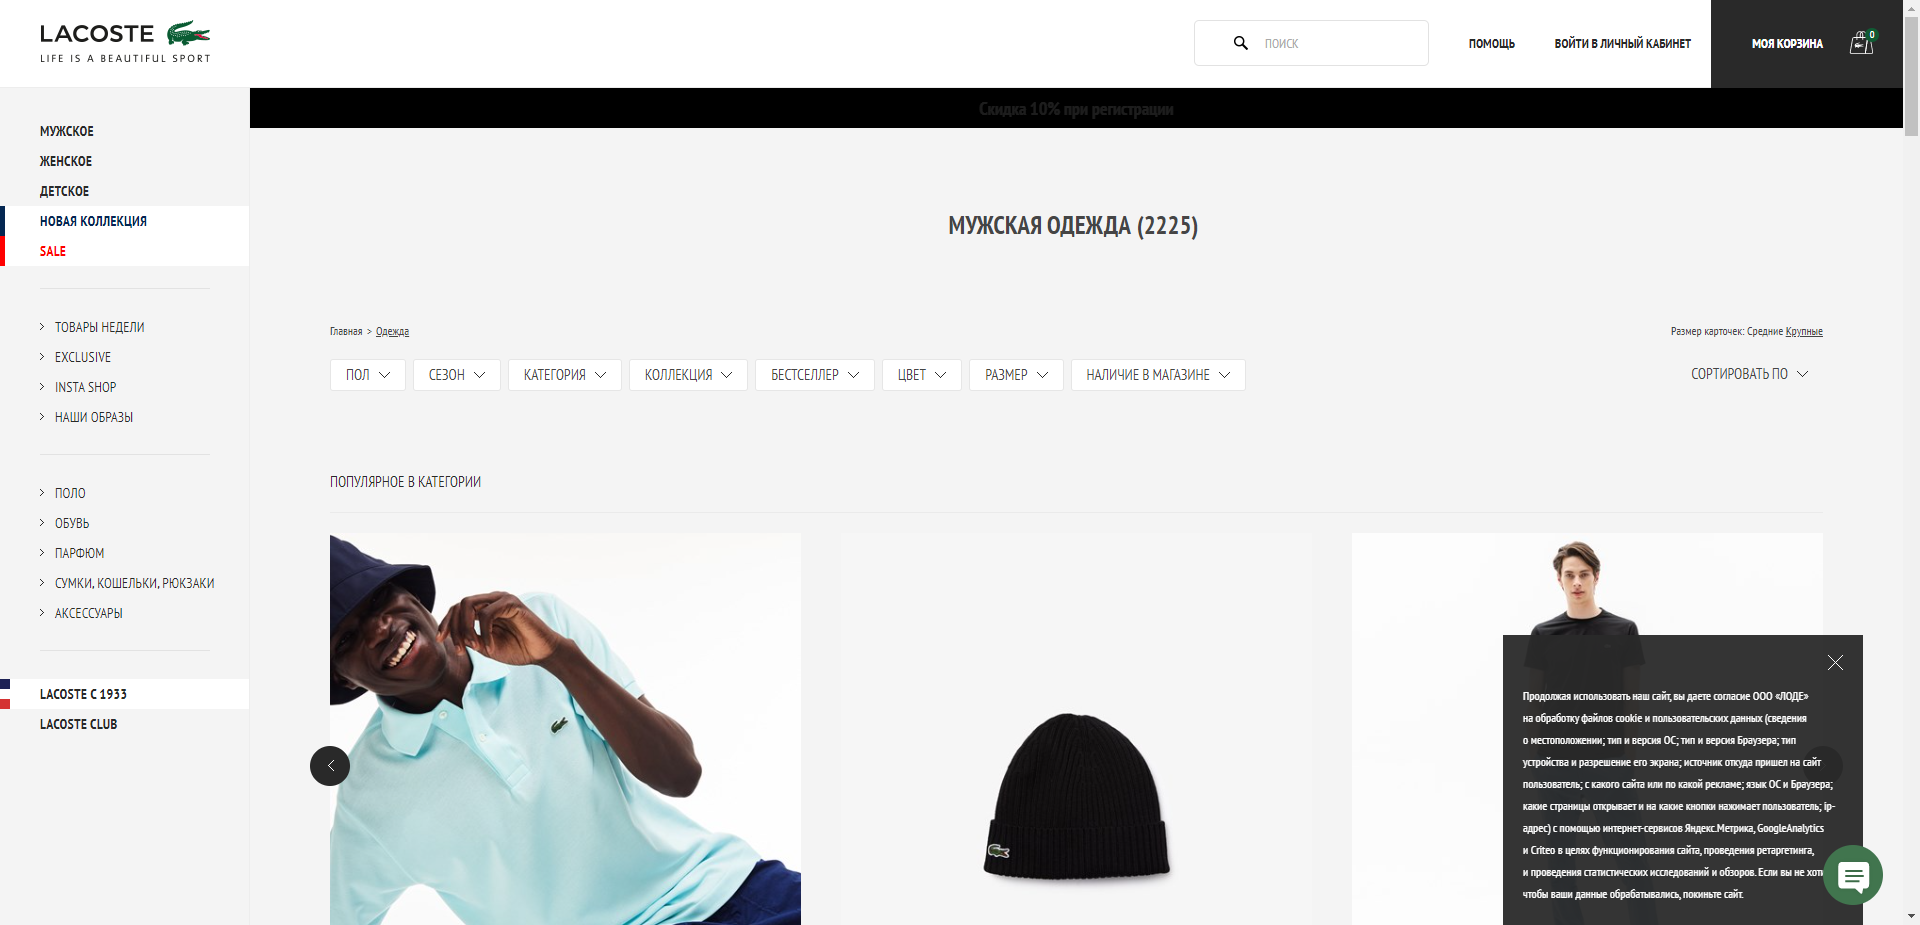 LACOSTE
LIFE IS A BEAUTIFUL SPORT
ПОИСК
ПОМОЩЬ
ВОЙТИ В ЛИЧНЫЙ КАБИНЕТ
МОЯ КОРЗИНА
0
Скидка 10% при регистрации
МУЖСКОЕ
ЖЕНСКОЕ
ДЕТСКОЕ
НОВАЯ КОЛЛЕКЦИЯ
SALE
ТОВАРЫ НЕДЕЛИ
EXCLUSIVE
INSTA SHOP
НАШИ ОБРАЗЫ
ПОЛО
ОБУВЬ
ПАРФЮМ
СУМКИ, КОШЕЛЬКИ, РЮКЗАКИ
АКСЕССУАРЫ
LACOSTE С 1933
LACOSTE CLUB
МУЖСКАЯ ОДЕЖДА (2225)
Главная > Одежда
Размер карточек: Средние Крупные
ПОЛ
СЕЗОН
КАТЕГОРИЯ
КОЛЛЕКЦИЯ
БЕСТСЕЛЛЕР
ЦВЕТ
РАЗМЕР
НАЛИЧИЕ В МАГАЗИНЕ
СОРТИРОВАТЬ ПО
ПОПУЛЯРНОЕ В КАТЕГОРИИ
Продолжая использовать наш сайт, вы даете согласие ООО «ЛОДЕ»
на обработку файлов cookie и пользовательских данных (сведения
о местоположении; тип и версия ОС; тип и версия Браузера; тип
устройства и разрешение его экрана; источник откуда пришел на сайт
пользователь; с какого сайта или по какой рекламе; язык ОС и Браузера;
какие страницы открывает и на какие кнопки нажимает пользователь; ip-
адрес) с помощью интернет-сервисов Яндекс.Метрика, GoogleAnalytics
и Criteo в целях функционирования сайта, проведения ретаргетинга,
и проведения статистических исследований и обзоров. Если вы не хоти
чтобы ваши данные обрабатывались, покиньте сайт.